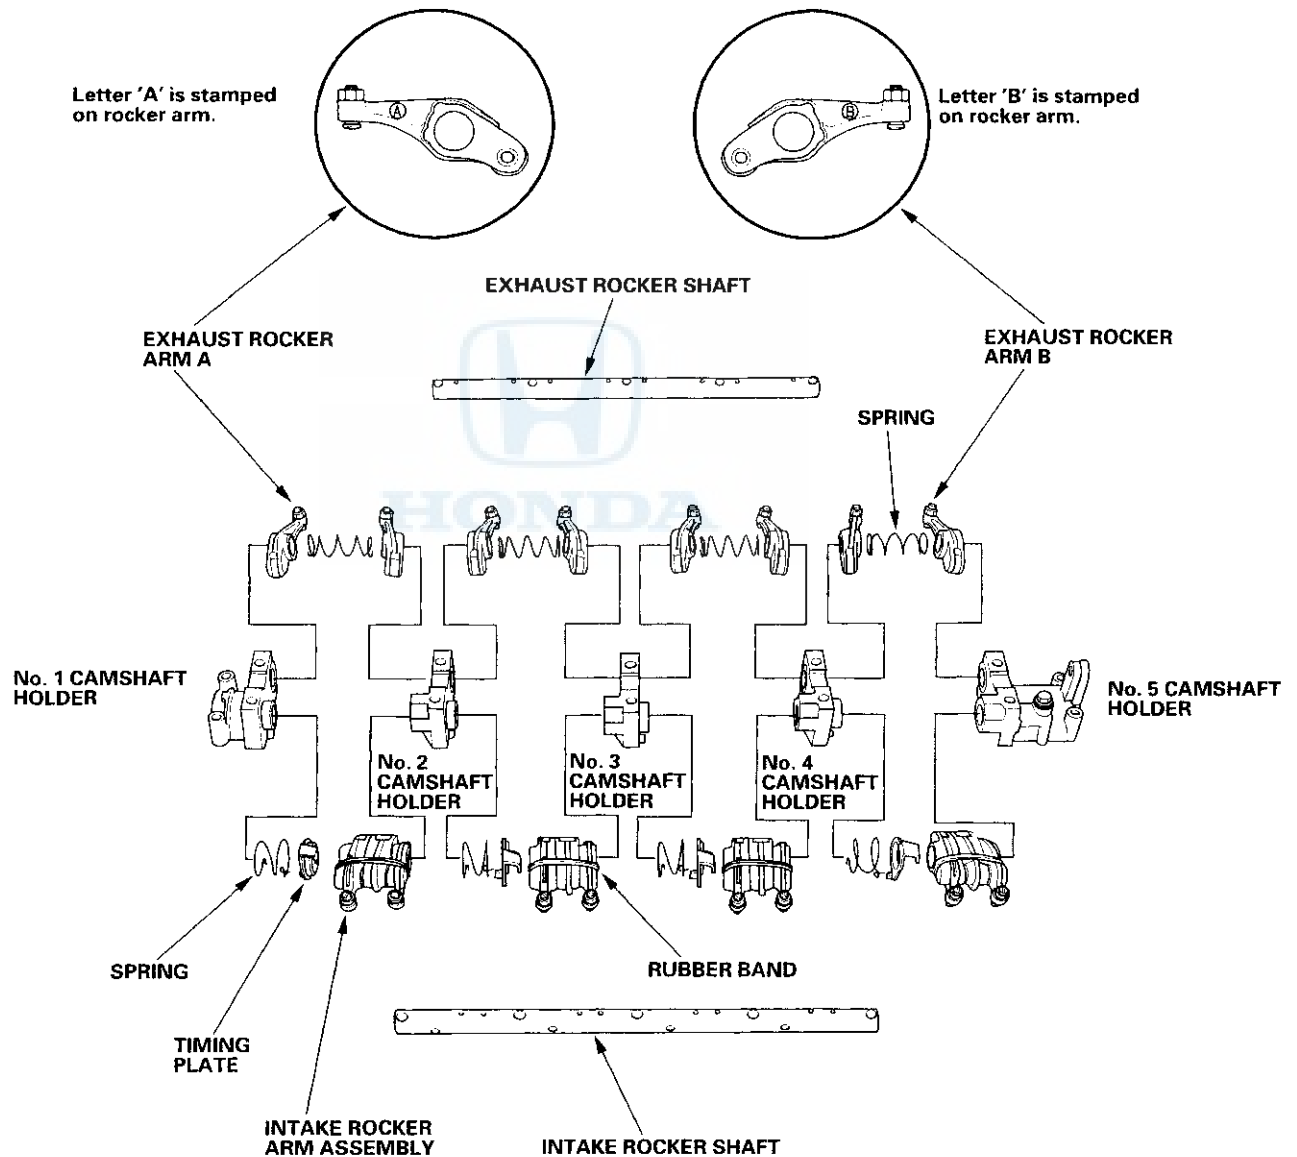 Letter 'A' is stamped
on rocker arm.
A
B
Letter 'B' is stamped
on rocker arm.
EXHAUST ROCKER SHAFT
EXHAUST ROCKER
ARM A
EXHAUST ROCKER
ARM B
SPRING
HONDA
No. 1 CAMSHAFT
HOLDER
No. 2
CAMSHAFT
HOLDER
No. 3
CAMSHAFT
HOLDER
No. 4
CAMSHAFT
HOLDER
No. 5 CAMSHAFT
HOLDER
SPRING
RUBBER BAND
TIMING
PLATE
INTAKE ROCKER
ARM ASSEMBLY
INTAKE ROCKER SHAFT